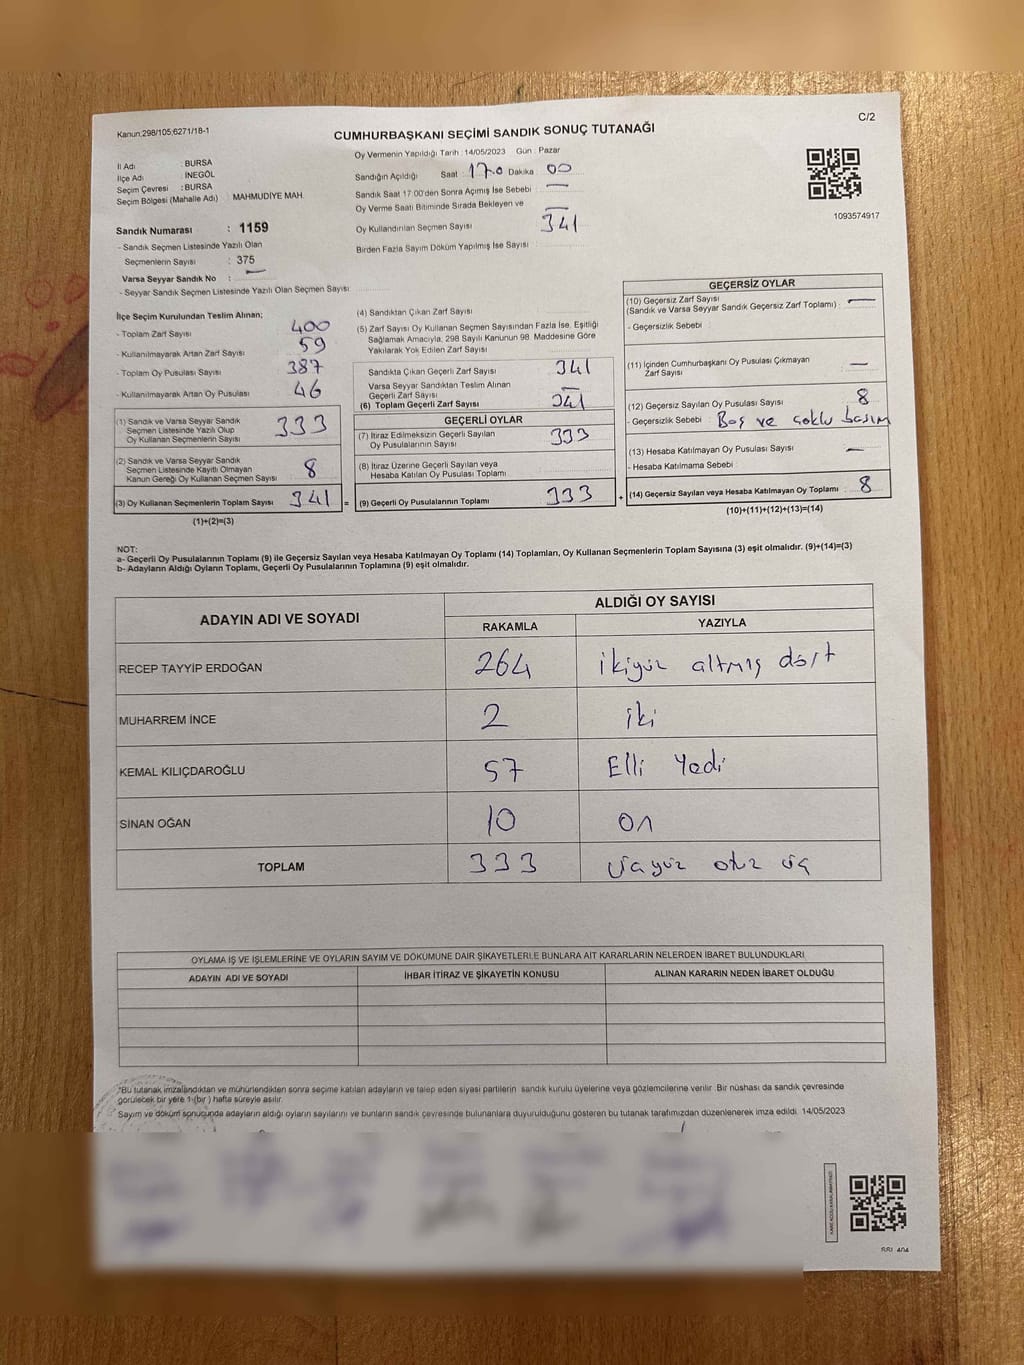 Kanun:298/105:6271/18-1
C/2
CUMHURBAŞKANI SEÇİMİ SANDIK SONUÇ TUTANAĞI
İl Adı : BURSA
İlçe Adı : İNEGÖL
Seçim Çevresi : BURSA
Seçim Bölgesi (Mahalle Adı) : MAHMUDİYE MAH.
Sandık Numarası : 1159
- Sandık Seçmen Listesinde Yazılı Olan
Seçmenlerin Sayısı : 375
Varsa Seyyar Sandık No : —
- Seyyar Sandık Seçmen Listesinde Yazılı Olan Seçmen Sayısı:
Oy Vermenin Yapıldığı Tarih : 14/05/2023 Gün : Pazar
Sandığın Açıldığı Saat : 17.0 Dakika : 00
Sandık Saat 17:00'den Sonra Açımış İse Sebebi : —
Oy Verme Saati Bitiminde Sırada Bekleyen ve —
Oy Kullandırılan Seçmen Sayısı : 341
Birden Fazla Sayım Döküm Yapılmış İse Sayısı :
1093574917
İlçe Seçim Kurulundan Teslim Alınan;
- Toplam Zarf Sayısı : 400
- Kullanılmayarak Artan Zarf Sayısı : 59
- Toplam Oy Pusulası Sayısı : 387
- Kullanılmayarak Artan Oy Pusulası : 46
(1) Sandık ve Varsa Seyyar Sandık
Seçmen Listesinde Yazılı Olup
Oy Kullanan Seçmenlerin Sayısı : 333
(2) Sandık ve Varsa Seyyar Sandık
Seçmen Listesinde Kayıtlı Olmayan
Kanun Gereği Oy Kullanan Seçmen Sayısı : 8
(3) Oy Kullanan Seçmenlerin Toplam Sayısı : 341 =
(1)+(2)=(3)
(4) Sandıktan Çıkan Zarf Sayısı :
(5) Zarf Sayısı Oy Kullanan Seçmen Sayısından Fazla İse, Eşitliği
Sağlamak Amacıyla, 298 Sayılı Kanunun 98. Maddesine Göre
Yakılarak Yok Edilen Zarf Sayısı :
Sandıkta Çıkan Geçerli Zarf Sayısı : 341
Varsa Seyyar Sandıktan Teslim Alınan
Geçerli Zarf Sayısı : —
(6) Toplam Geçerli Zarf Sayısı : 341
GEÇERLİ OYLAR
(7) İtiraz Edilmeksizin Geçerli Sayılan
Oy Pusulalarının Sayısı : 333
(8) İtiraz Üzerine Geçerli Sayılan veya
Hesaba Katılan Oy Pusulası Toplamı :
(9) Geçerli Oy Pusulalarının Toplamı : 333 +
GEÇERSİZ OYLAR
(10) Geçersiz Zarf Sayısı
(Sandık ve Varsa Seyyar Sandık Geçersiz Zarf Toplamı) : —
- Geçersizlik Sebebi :
(11) İçinden Cumhurbaşkanı Oy Pusulası Çıkmayan
Zarf Sayısı : —
(12) Geçersiz Sayılan Oy Pusulası Sayısı : 8
- Geçersizlik Sebebi : Boş ve çoklu basım
(13) Hesaba Katılmayan Oy Pusulası Sayısı : —
- Hesaba Katılmama Sebebi :
(14) Geçersiz Sayılan veya Hesaba Katılmayan Oy Toplamı : 8
(10)+(11)+(12)+(13)=(14)
NOT:
a- Geçerli Oy Pusulalarının Toplamı (9) ile Geçersiz Sayılan veya Hesaba Katılmayan Oy Toplamı (14) Toplamları, Oy Kullanan Seçmenlerin Toplam Sayısına (3) eşit olmalıdır. (9)+(14)=(3)
b- Adayların Aldığı Oyların Toplamı, Geçerli Oy Pusulalarının Toplamına (9) eşit olmalıdır.
ADAYIN ADI VE SOYADI
ALDIĞI OY SAYISI
RAKAMLA YAZIYLA
RECEP TAYYİP ERDOĞAN 264 ikiyüz altmış dört
MUHARREM İNCE 2 iki
KEMAL KILIÇDAROĞLU 57 Elli Yedi
SİNAN OĞAN 10 on
TOPLAM 333 üçyüz otuz üç
OYLAMA İŞ VE İŞLEMLERİNE VE OYLARIN SAYIM VE DÖKÜMÜNE DAİR ŞİKAYETLERLE BUNLARA AİT KARARLARIN NELERDEN İBARET BULUNDUKLARI
ADAYIN ADI VE SOYADI İHBAR İTİRAZ VE ŞİKAYETİN KONUSU ALINAN KARARIN NEDEN İBARET OLDUĞU
*Bu tutanak imzalandıktan ve mühürlendikten sonra seçime katılan adayların ve talep eden siyasi partilerin sandık kurulu üyelerine veya gözlemcilerine verilir. Bir nüshası da sandık çevresinde
görülecek bir yere 1 (bir) hafta süreyle asılır.
Sayım ve döküm sonucunda adayların aldığı oyların sayılarını ve bunların sandık çevresinde bulunanlara duyurulduğunu gösteren bu tutanak tarafımızdan düzenlenerek imza edildi. 14/05/2023